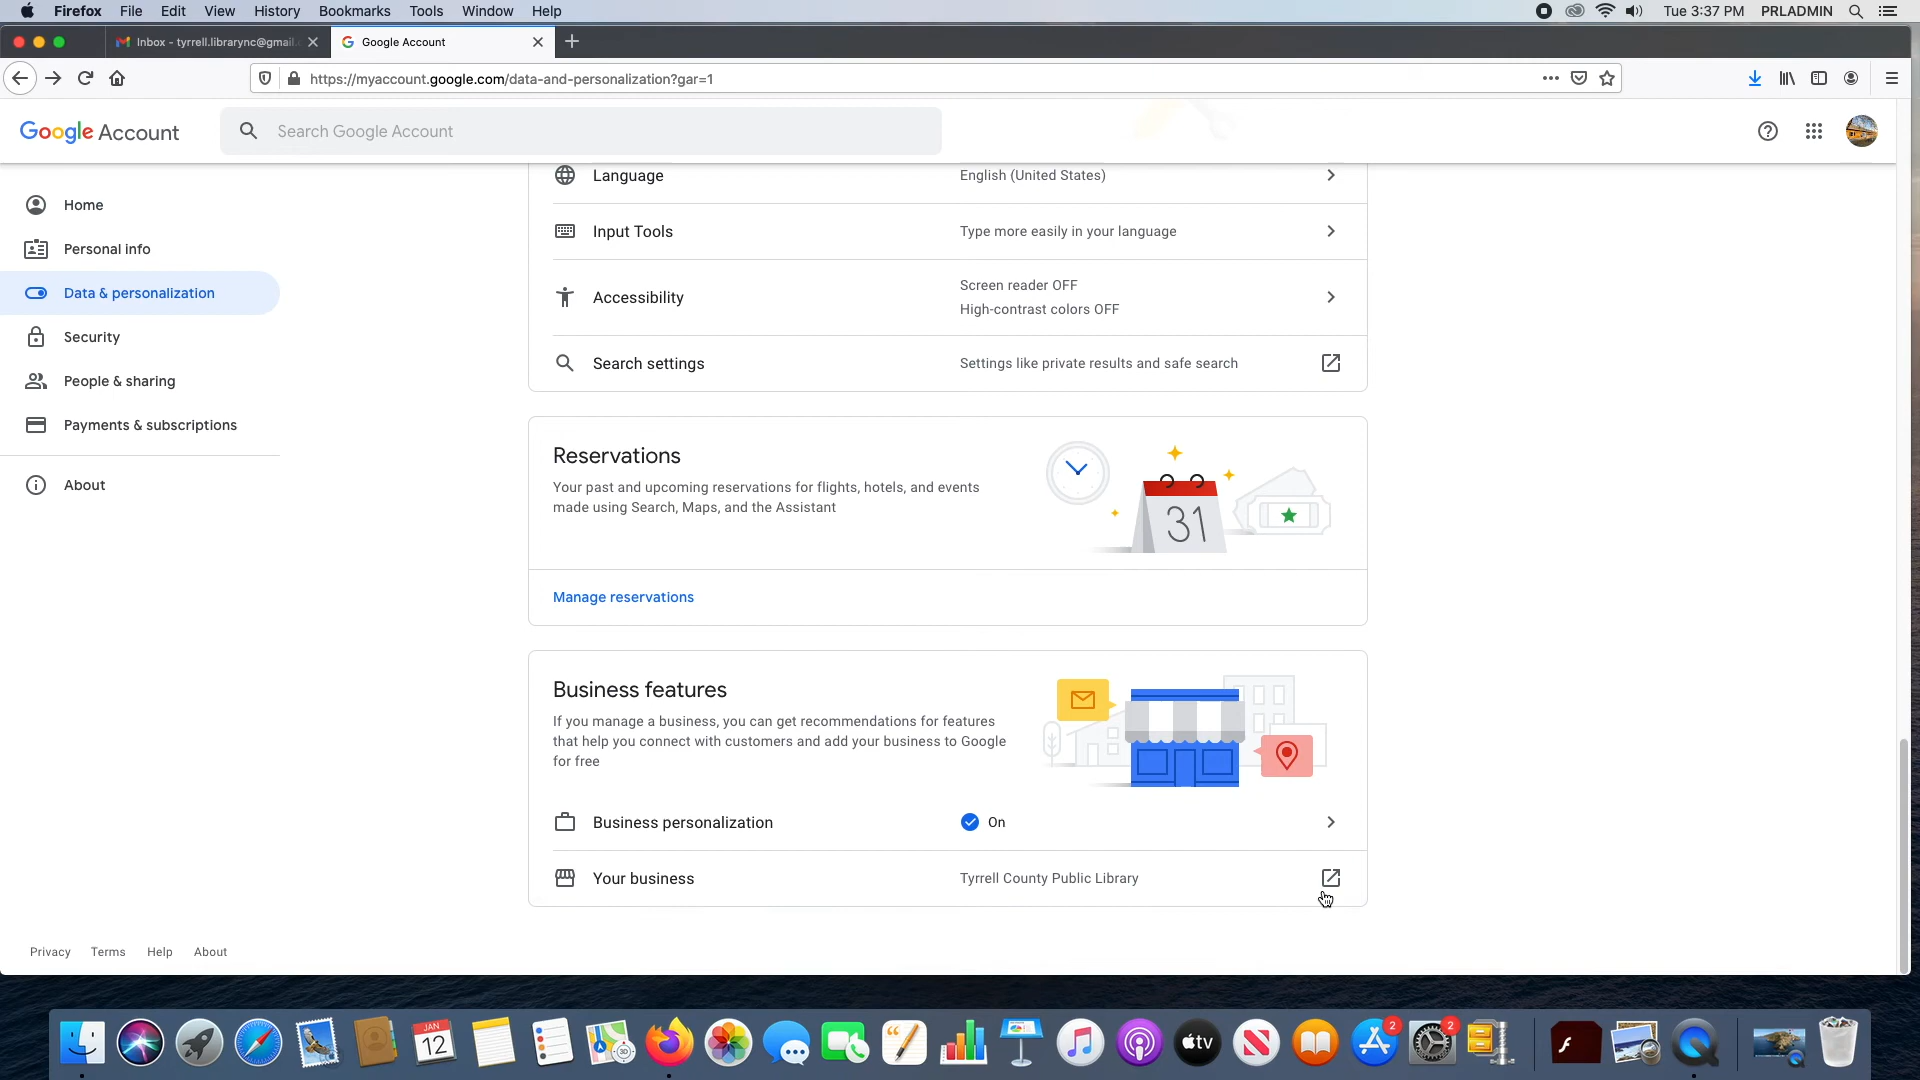 Firefox File Edit View History Bookmarks Tools Window Help Tue 3:37 PM PRLADMIN
Inbox - tyrrell.librarync@gmail. Google Account
https://myaccount.google.com/data-and-personalization?gar=1
Google Account Search Google Account
Language English (United States)
Home
Input Tools Type more easily in your language
Personal info
Data & personalization
Accessibility Screen reader OFF
High-contrast colors OFF
Security
Search settings Settings like private results and safe search
People & sharing
Payments & subscriptions
Reservations
About
Your past and upcoming reservations for flights, hotels, and events
made using Search, Maps, and the Assistant
31
Manage reservations
Business features
If you manage a business, you can get recommendations for features
that help you connect with customers and add your business to Google
for free
Business personalization On
Your business Tyrrell County Public Library
Privacy Terms Help About
JAN
12
3D
tv
2
2